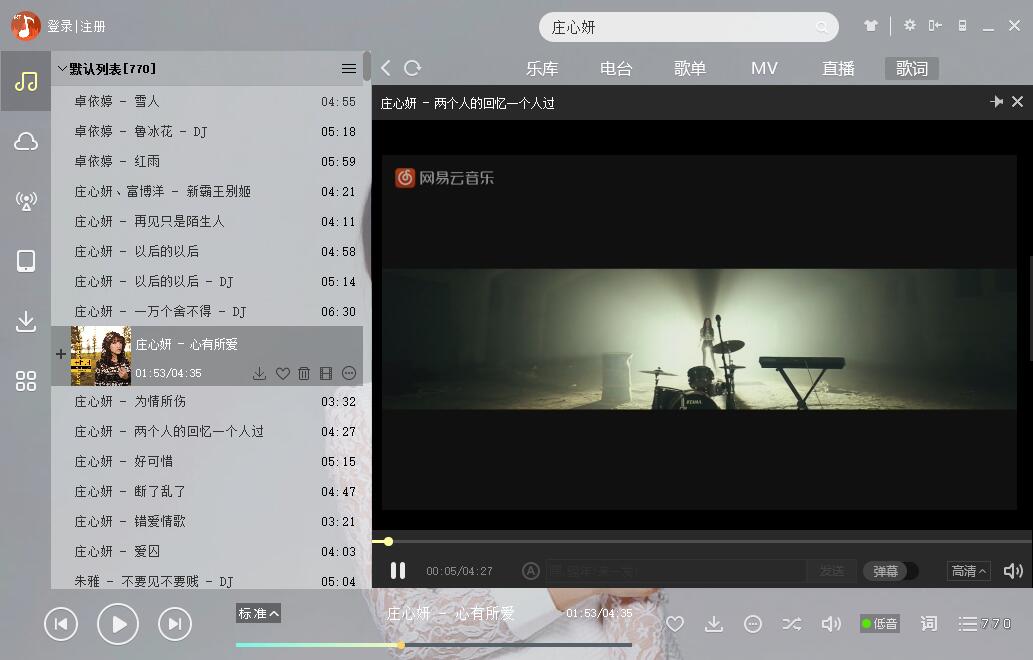 登录|注册
庄心妍
默认列表[770]
乐库 电台 歌单 MV 直播 歌词
庄心妍 - 两个人的回忆一个人过
卓依婷 - 雪人 04:55
卓依婷 - 鲁冰花 - DJ 05:18
卓依婷 - 红雨 05:59
庄心妍、富博洋 - 新霸王别姬 04:21
庄心妍 - 再见只是陌生人 04:11
庄心妍 - 以后的以后 04:58
庄心妍 - 以后的以后 - DJ 05:14
庄心妍 - 一万个舍不得 - DJ 06:30
庄心妍 - 心有所爱
01:53/04:35
庄心妍 - 为情所伤 03:32
庄心妍 - 两个人的回忆一个人过 04:27
庄心妍 - 好可惜 05:15
庄心妍 - 断了乱了 04:47
庄心妍 - 错爱情歌 03:21
庄心妍 - 爱囚 04:03
朱雅 - 不要见不要贱 - DJ 05:04
网易云音乐
TAMA
00:05/04:27
发送 弹幕 高清
标准
庄心妍 - 心有所爱 01:53/04:35
低音 词 770